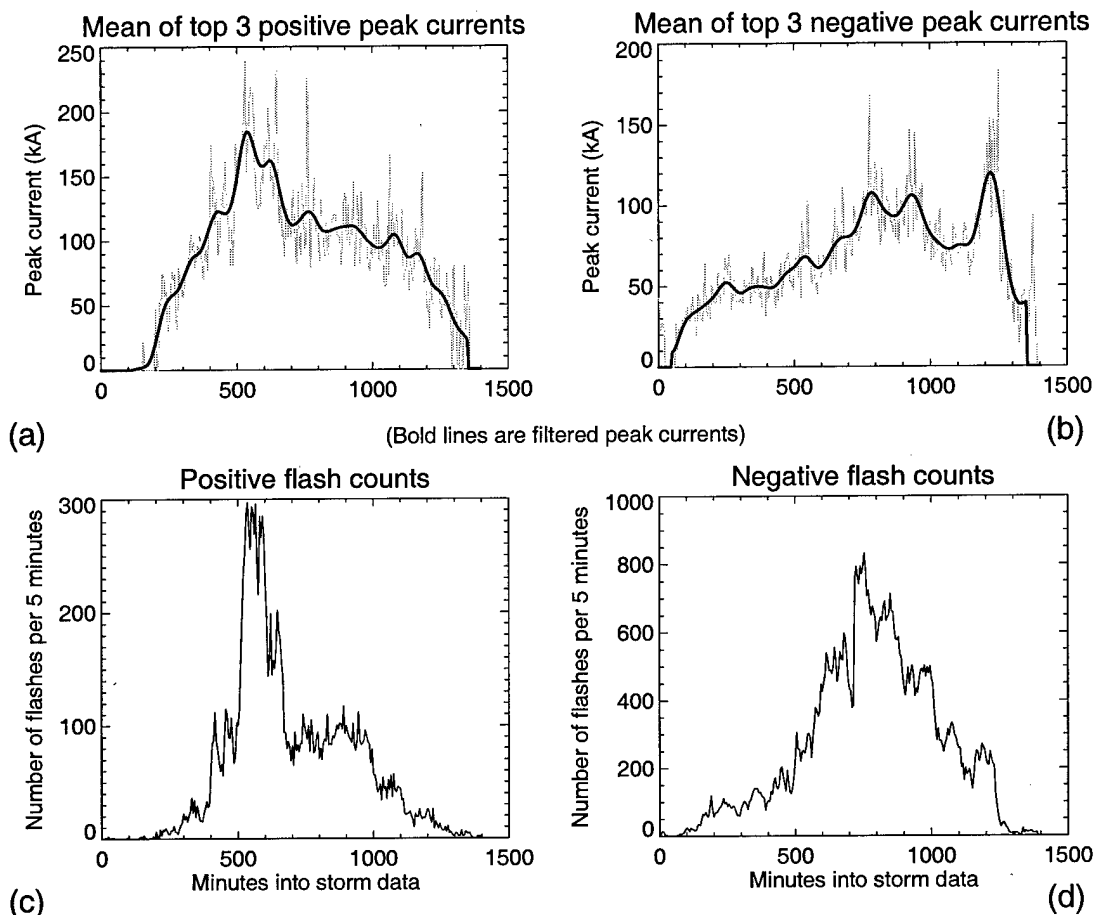 Mean of top 3 positive peak currents
Peak current (kA)
250
200
150
100
50
0
0 500 1000 1500
(a)
Mean of top 3 negative peak currents
Peak current (kA)
200
150
100
50
0
0 500 1000 1500
(b)
(Bold lines are filtered peak currents)
Positive flash counts
Number of flashes per 5 minutes
300
200
100
0
0 500 1000 1500
Minutes into storm data
(c)
Negative flash counts
Number of flashes per 5 minutes
1000
800
600
400
200
0
0 500 1000 1500
Minutes into storm data
(d)